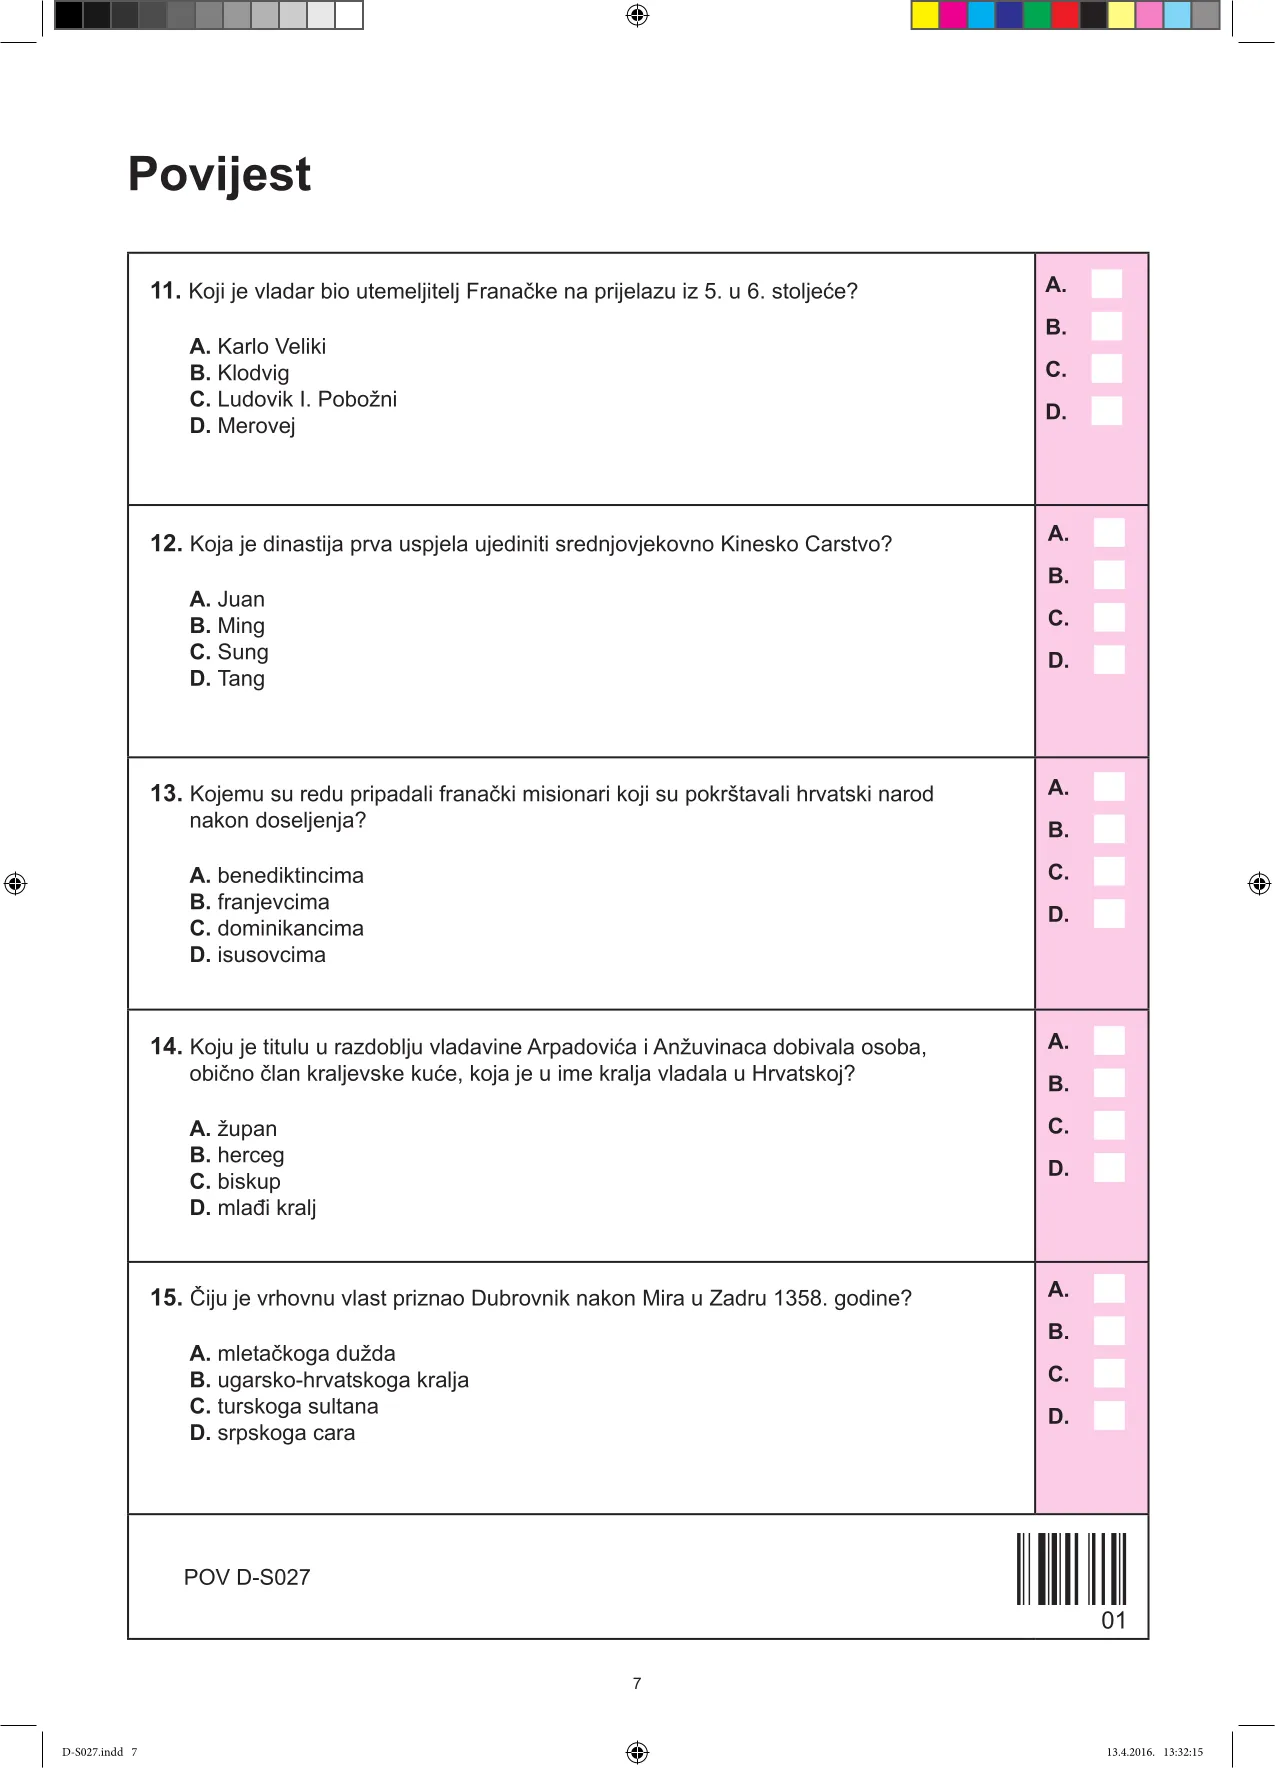 Povijest
11. Koji je vladar bio utemeljitelj Franačke na prijelazu iz 5. u 6. stoljeće?
A. Karlo Veliki
B. Klodvig
C. Ludovik I. Pobožni
D. Merovej
A.
B.
C.
D.
12. Koja je dinastija prva uspjela ujediniti srednjovjekovno Kinesko Carstvo?
A. Juan
B. Ming
C. Sung
D. Tang
A.
B.
C.
D.
13. Kojemu su redu pripadali franački misionari koji su pokrštavali hrvatski narod
nakon doseljenja?
A. benediktincima
B. franjevcima
C. dominikancima
D. isusovcima
A.
B.
C.
D.
14. Koju je titulu u razdoblju vladavine Arpadovića i Anžuvinaca dobivala osoba,
obično član kraljevske kuće, koja je u ime kralja vladala u Hrvatskoj?
A. župan
B. herceg
C. biskup
D. mlađi kralj
A.
B.
C.
D.
15. Čiju je vrhovnu vlast priznao Dubrovnik nakon Mira u Zadru 1358. godine?
A. mletačkoga dužda
B. ugarsko-hrvatskoga kralja
C. turskoga sultana
D. srpskoga cara
A.
B.
C.
D.
POV D-S027
01
7
D-S027.indd 7
13.4.2016. 13:32:15